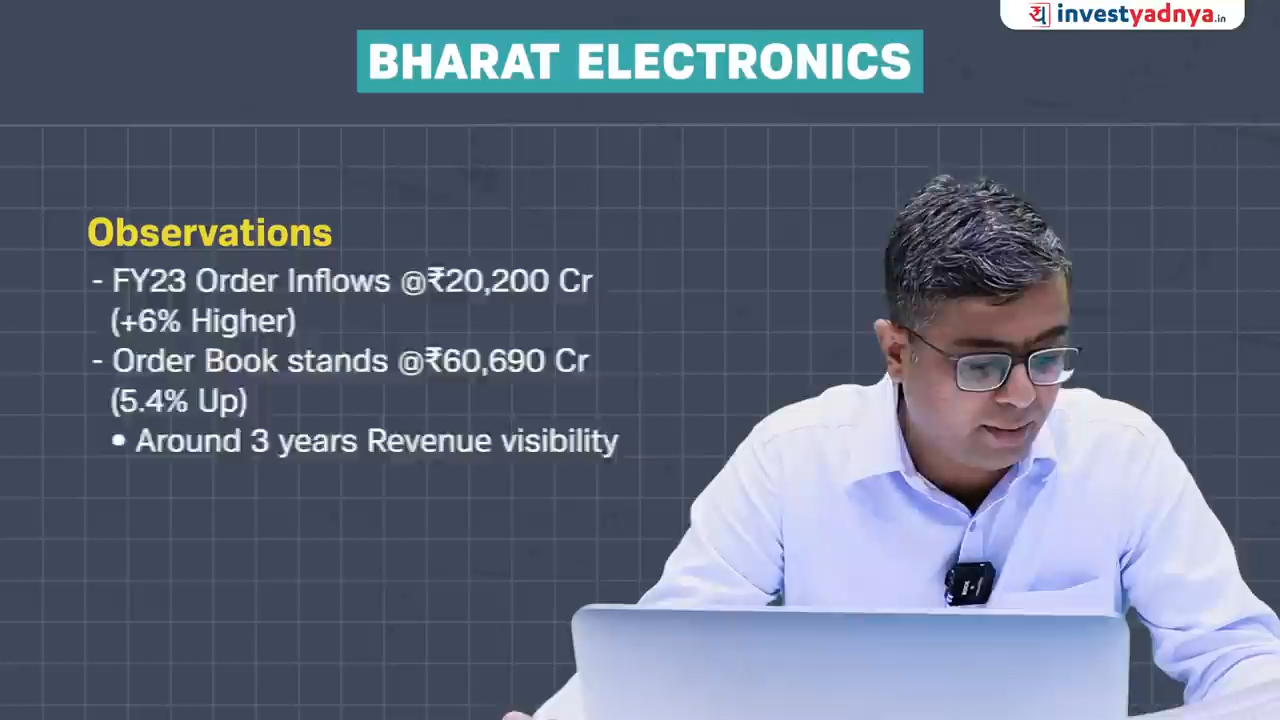 यु investyadnya.in
BHARAT ELECTRONICS
Observations
- FY23 Order Inflows @₹20,200 Cr
(+6% Higher)
- Order Book stands @₹60,690 Cr
(5.4% Up)
• Around 3 years Revenue visibility